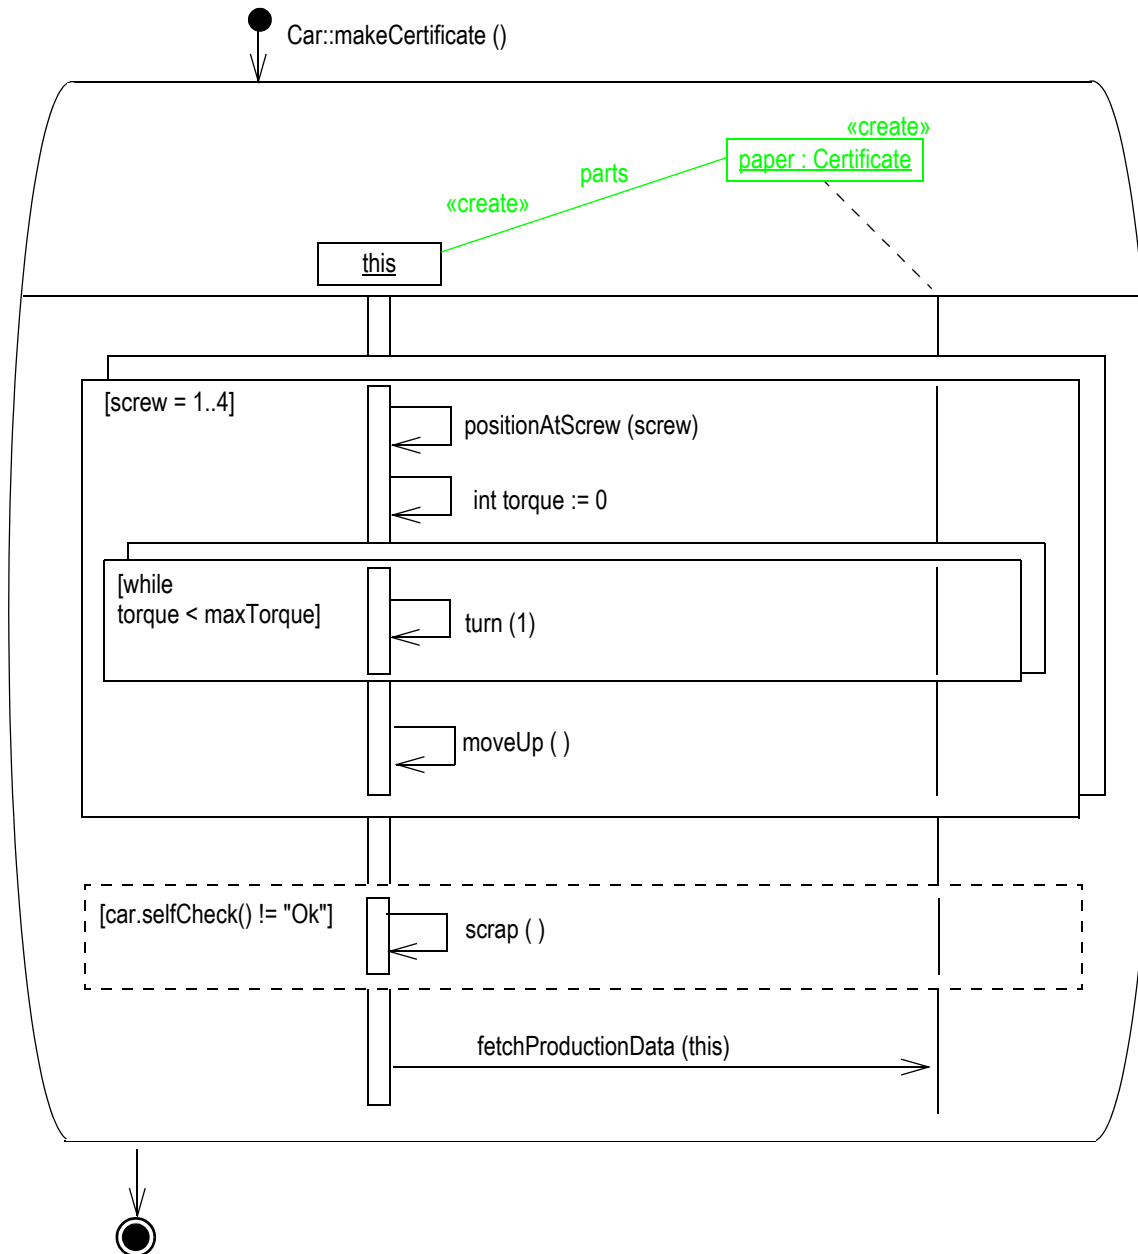 Car::makeCertificate ()
«create»
paper : Certificate
parts
«create»
this
[screw = 1..4]
positionAtScrew (screw)
int torque := 0
[while
torque < maxTorque]
turn (1)
moveUp ( )
[car.selfCheck() != "Ok"]
scrap ( )
fetchProductionData (this)